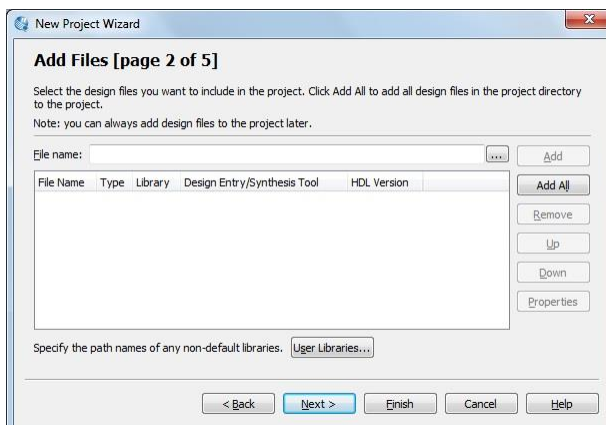 New Project Wizard
Add Files [page 2 of 5]
Select the design files you want to include in the project. Click Add All to add all design files in the project directory
to the project.
Note: you can always add design files to the project later.
File name:
...
Add
File Name Type Library Design Entry/Synthesis Tool HDL Version
Add All
Remove
Up
Down
Properties
Specify the path names of any non-default libraries. User Libraries...
< Back Next > Finish Cancel Help